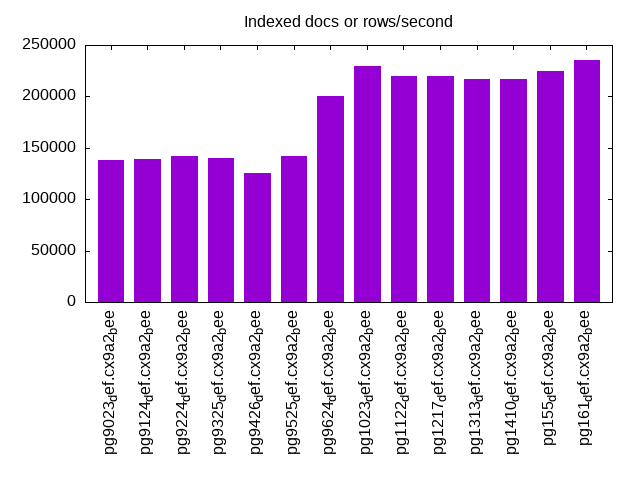 Indexed docs or rows/second
250000
200000
150000
100000
50000
0
pg9023def.cx9a2bee
pg9124def.cx9a2bee
pg9224def.cx9a2bee
pg9325def.cx9a2bee
pg9426def.cx9a2bee
pg9525def.cx9a2bee
pg9624def.cx9a2bee
pg1023def.cx9a2bee
pg1122def.cx9a2bee
pg1217def.cx9a2bee
pg1313def.cx9a2bee
pg1410def.cx9a2bee
pg155def.cx9a2bee
pg161def.cx9a2bee